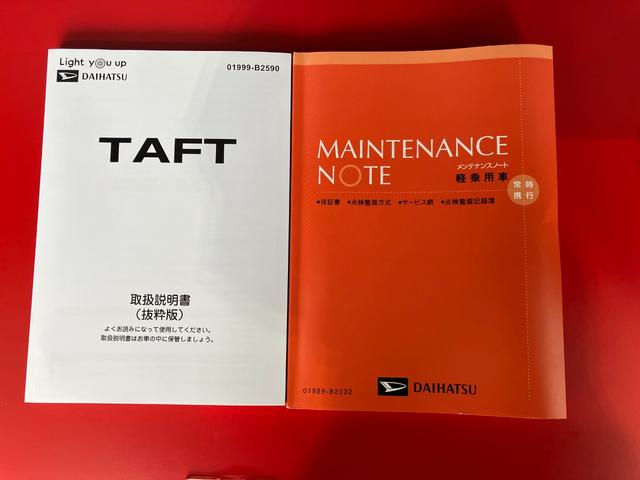 Light you up
DAIHATSU
01999-B2590
TAFT
取扱説明書
（抜粋版）
よくお読みになって使用してください。
取扱説明書はお車の中に保管しましょう。
MAINTENANCE
NOTE
メンテナンスノート
軽乗用車
常時
携行
●保証書 ●点検整備方式 ●サービス網 ●点検整備記録簿
01989-B2032
DAIHATSU